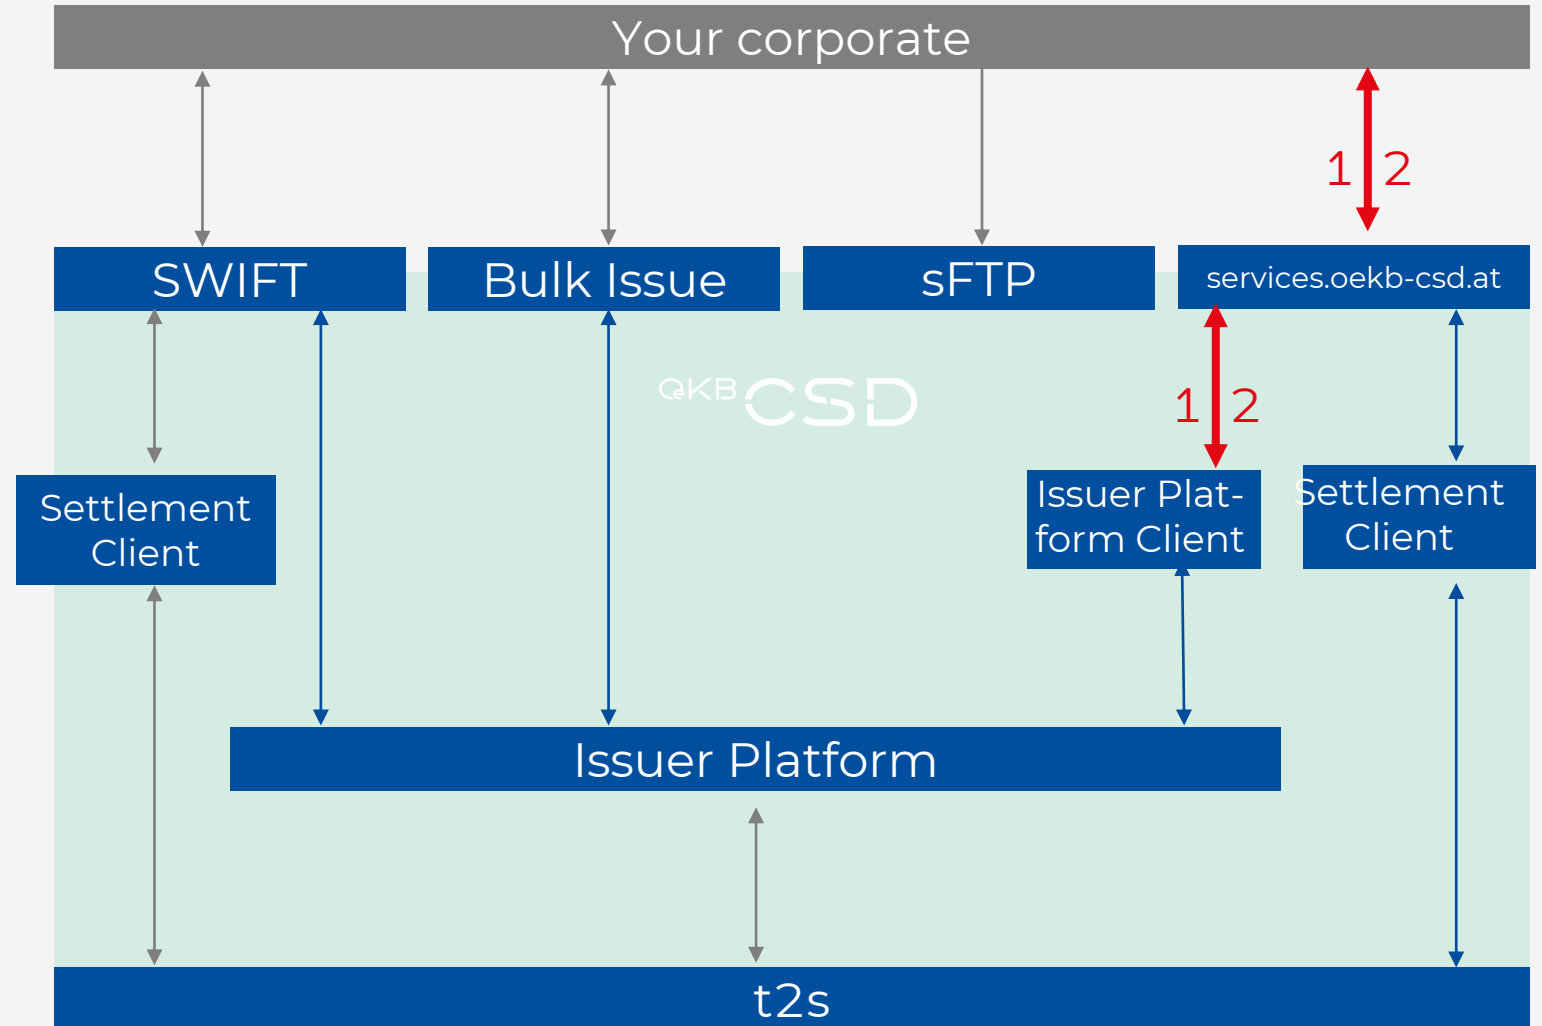 Your corporate
1 2
SWIFT
Bulk Issue
sFTP
services.oekb-csd.at
OeKB CSD
1 2
Settlement
Client
Issuer Plat-
form Client
Settlement
Client
Issuer Platform
t2s